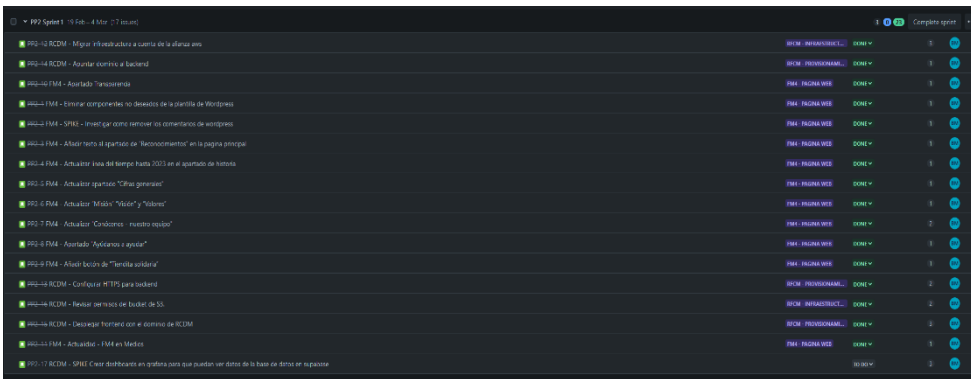 PP2 Sprint 1 19 Feb – 4 Mar (17 issues) 0 23 Complete sprint
PP2-12 RCDM - Migrar infraestructura a cuenta de la alianza aws RFCM - INFRAESTRUCT... DONE
PP2-14 RCDM - Apuntar dominio al backend RFCM - PROVISIONAMI... DONE
PP2-10 FM4 - Apartado Transparencia FM4 - PAGINA WEB DONE
PP2-1 FM4 - Eliminar componentes no deseados de la plantilla de Wordpress FM4 - PAGINA WEB DONE
PP2-2 FM4 - SPIKE - Investigar como remover los comentarios de wordpress FM4 - PAGINA WEB DONE
PP2-3 FM4 - Añadir texto al apartado de "Reconocimientos" en la pagina principal FM4 - PAGINA WEB DONE
PP2-4 FM4 - Actualizar linea del tiempo hasta 2023 en el apartado de historia FM4 - PAGINA WEB DONE
PP2-5 FM4 - Actualizar apartado "Cifras generales" FM4 - PAGINA WEB DONE
PP2-6 FM4 - Actualizar "Misión" "Visión" y "Valores" FM4 - PAGINA WEB DONE
PP2-7 FM4 - Actualizar "Conócenos - nuestro equipo" FM4 - PAGINA WEB DONE 2
PP2-8 FM4 - Apartado "Ayúdanos a ayudar" FM4 - PAGINA WEB DONE
PP2-9 FM4 - Añadir botón de "Tiendita solidaria" FM4 - PAGINA WEB DONE
RCDM - Configurar HTTPS para backend RFCM - PROVISIONAMI... DONE 2
RCDM - Revisar permisos del bucket de S3. RFCM - INFRAESTRUCT... DONE 2
RCDM - Desplegar frontend con el dominio de RCDM RFCM - PROVISIONAMI... DONE
PP2-11 FM4 - Actualidad - FM4 en Medios FM4 - PAGINA WEB DONE
PP2-17 RCDM - SPIKE Crear dashboards en grafana para que puedan ver datos de la base de datos en supabase TO DO